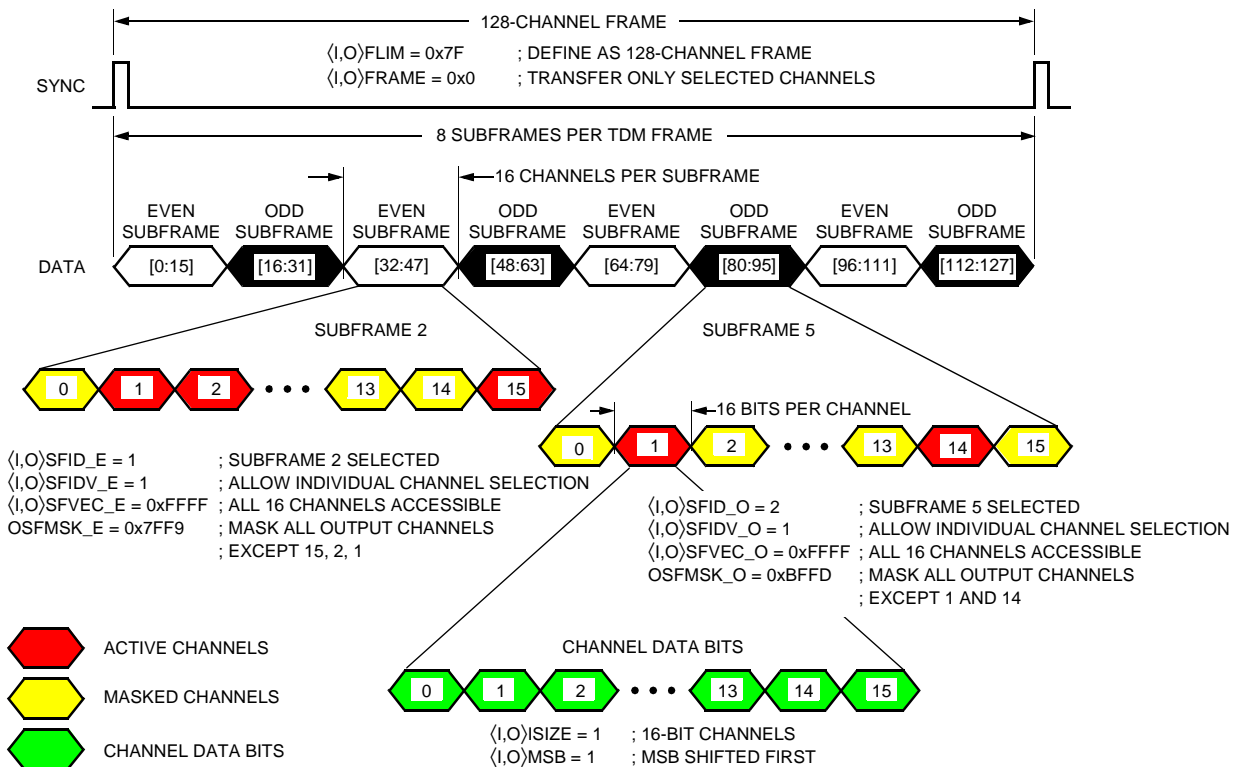 128-CHANNEL FRAME
⟨I,O⟩FLIM = 0x7F ; DEFINE AS 128-CHANNEL FRAME
⟨I,O⟩FRAME = 0x0 ; TRANSFER ONLY SELECTED CHANNELS
SYNC
8 SUBFRAMES PER TDM FRAME
16 CHANNELS PER SUBFRAME
EVEN SUBFRAME
ODD SUBFRAME
EVEN SUBFRAME
ODD SUBFRAME
EVEN SUBFRAME
ODD SUBFRAME
EVEN SUBFRAME
ODD SUBFRAME
DATA [0:15] [16:31] [32:47] [48:63] [64:79] [80:95] [96:111] [112:127]
SUBFRAME 2
0 1 2 13 14 15
⟨I,O⟩SFID_E = 1 ; SUBFRAME 2 SELECTED
⟨I,O⟩SFIDV_E = 1 ; ALLOW INDIVIDUAL CHANNEL SELECTION
⟨I,O⟩SFVEC_E = 0xFFFF ; ALL 16 CHANNELS ACCESSIBLE
OSFMSK_E = 0x7FF9 ; MASK ALL OUTPUT CHANNELS
; EXCEPT 15, 2, 1
SUBFRAME 5
16 BITS PER CHANNEL
0 1 2 13 14 15
⟨I,O⟩SFID_O = 2 ; SUBFRAME 5 SELECTED
⟨I,O⟩SFIDV_O = 1 ; ALLOW INDIVIDUAL CHANNEL SELECTION
⟨I,O⟩SFVEC_O = 0xFFFF ; ALL 16 CHANNELS ACCESSIBLE
OSFMSK_O = 0xBFFD ; MASK ALL OUTPUT CHANNELS
; EXCEPT 1 AND 14
CHANNEL DATA BITS
0 1 2 13 14 15
⟨I,O⟩ISIZE = 1 ; 16-BIT CHANNELS
⟨I,O⟩MSB = 1 ; MSB SHIFTED FIRST
ACTIVE CHANNELS
MASKED CHANNELS
CHANNEL DATA BITS